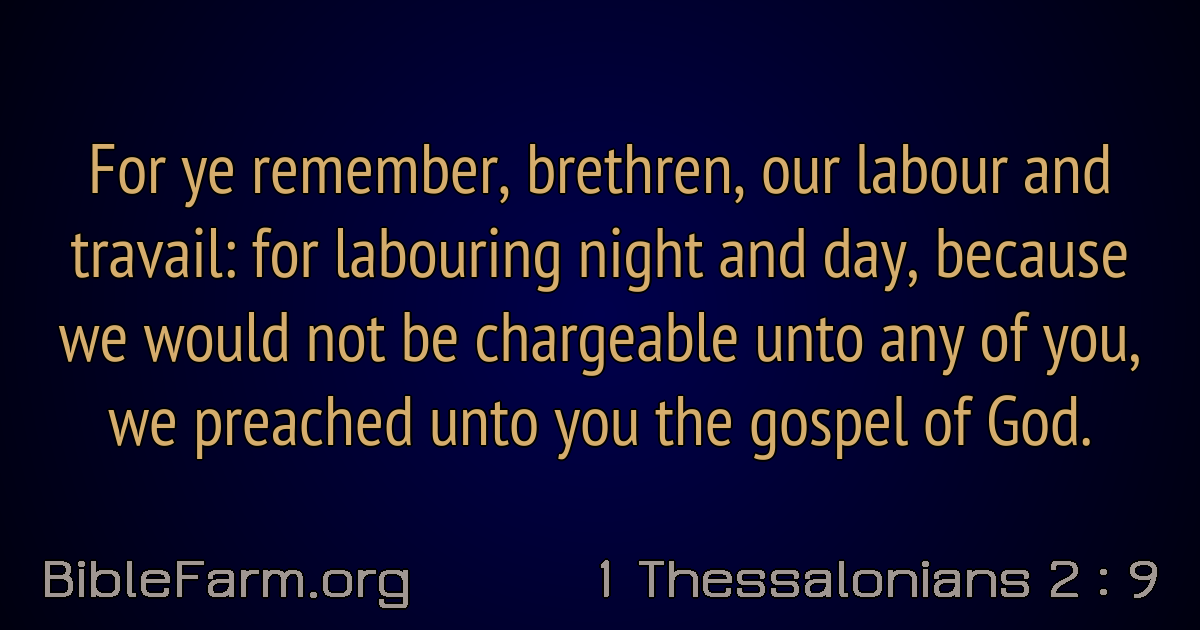 For ye remember, brethren, our labour and
travail: for labouring night and day, because
we would not be chargeable unto any of you,
we preached unto you the gospel of God.
BibleFarm.org
1 Thessalonians 2 : 9